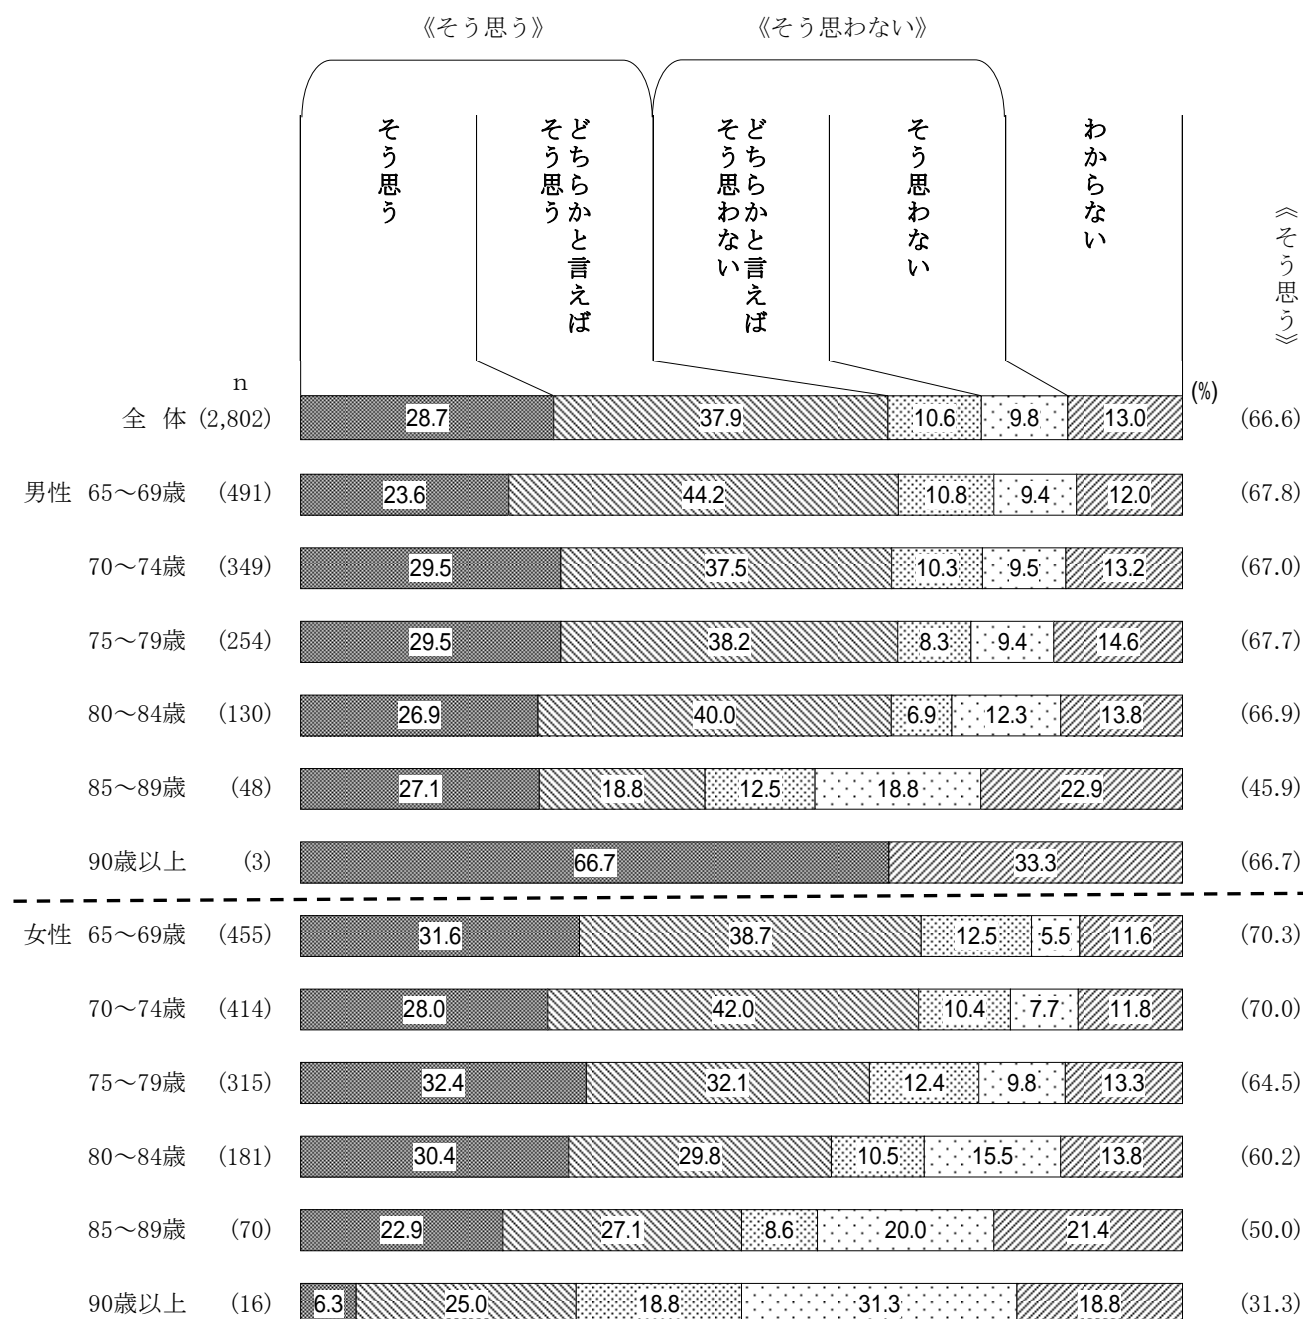 《そう思う》 《そう思わない》
そう思う
どちらかと言えば
そう思う
どちらかと言えば
そう思わない
そう思わない
わからない
《そう思う》
n
(%)
全 体 (2,802) 28.7 37.9 10.6 9.8 13.0 (66.6)
男性 65～69歳 (491) 23.6 44.2 10.8 9.4 12.0 (67.8)
70～74歳 (349) 29.5 37.5 10.3 9.5 13.2 (67.0)
75～79歳 (254) 29.5 38.2 8.3 9.4 14.6 (67.7)
80～84歳 (130) 26.9 40.0 6.9 12.3 13.8 (66.9)
85～89歳 (48) 27.1 18.8 12.5 18.8 22.9 (45.9)
90歳以上 (3) 66.7 33.3 (66.7)
女性 65～69歳 (455) 31.6 38.7 12.5 5.5 11.6 (70.3)
70～74歳 (414) 28.0 42.0 10.4 7.7 11.8 (70.0)
75～79歳 (315) 32.4 32.1 12.4 9.8 13.3 (64.5)
80～84歳 (181) 30.4 29.8 10.5 15.5 13.8 (60.2)
85～89歳 (70) 22.9 27.1 8.6 20.0 21.4 (50.0)
90歳以上 (16) 6.3 25.0 18.8 31.3 18.8 (31.3)